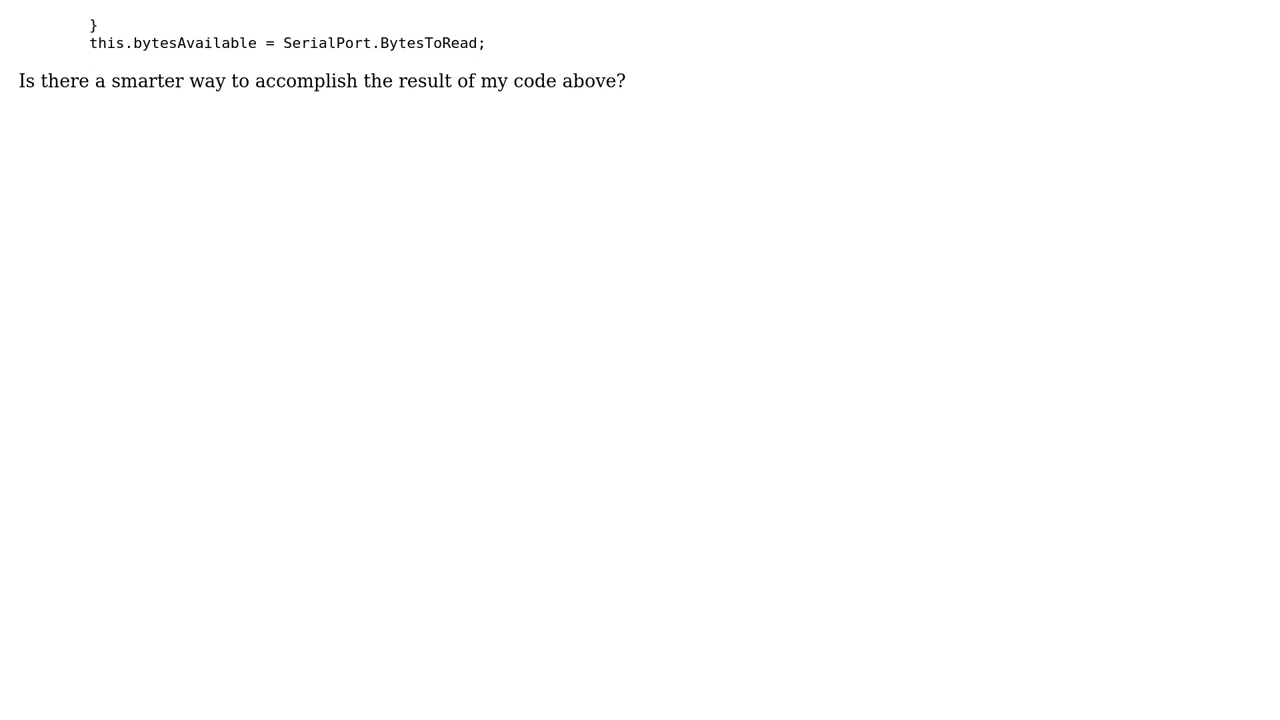 }
this.bytesAvailable = SerialPort.BytesToRead;
Is there a smarter way to accomplish the result of my code above?